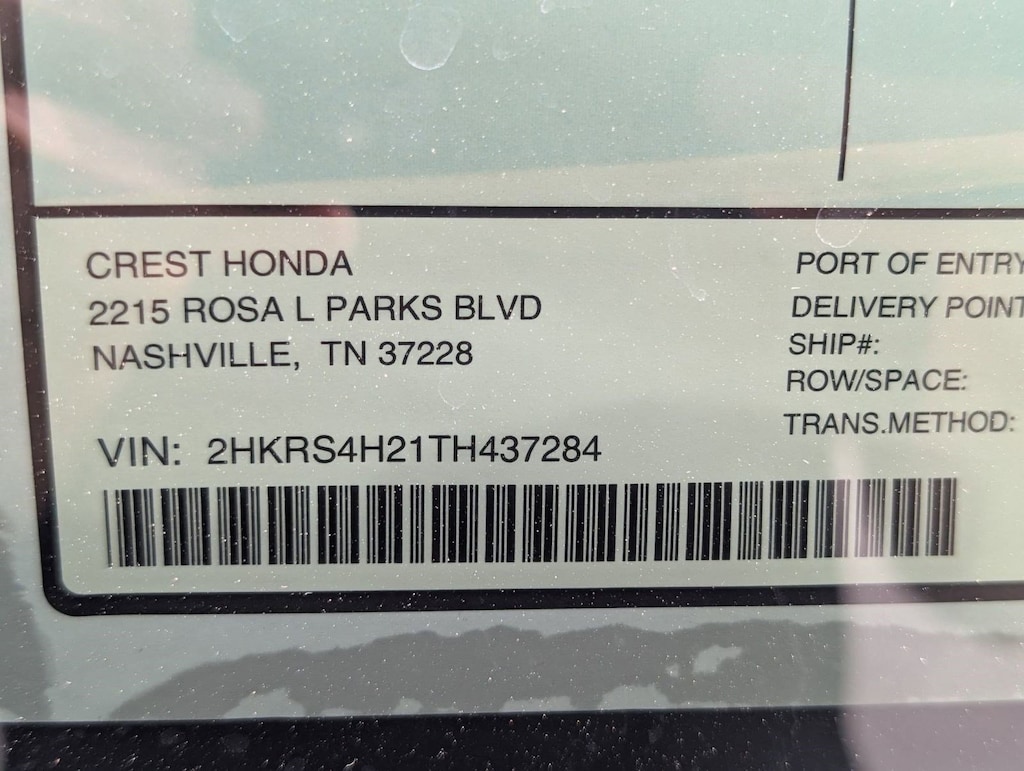 CREST HONDA
2215 ROSA L PARKS BLVD
NASHVILLE, TN 37228
VIN: 2HKRS4H21TH437284
PORT OF ENTRY
DELIVERY POINT
SHIP#:
ROW/SPACE:
TRANS.METHOD: